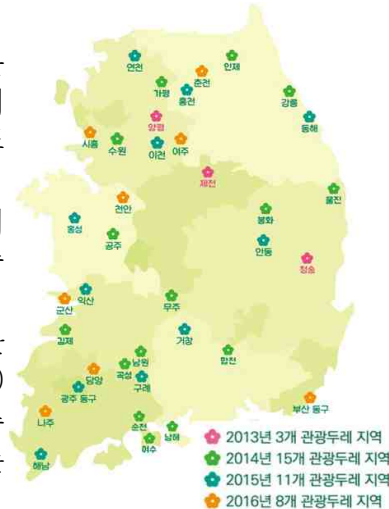 연천
인제
춘천
가평
홍천
강릉
동해
양평
시흥
수원
이천
여주
제천
천안
울진
봉화
홍성
공주
안동
청송
익산
군산
무주
김제
거창
합천
남원
곡성
구례
담양
광주 동구
부산 동구
나주
순천
남해
여수
해남
2013년 3개 관광두레 지역
2014년 15개 관광두레 지역
2015년 11개 관광두레 지역
2016년 8개 관광두레 지역